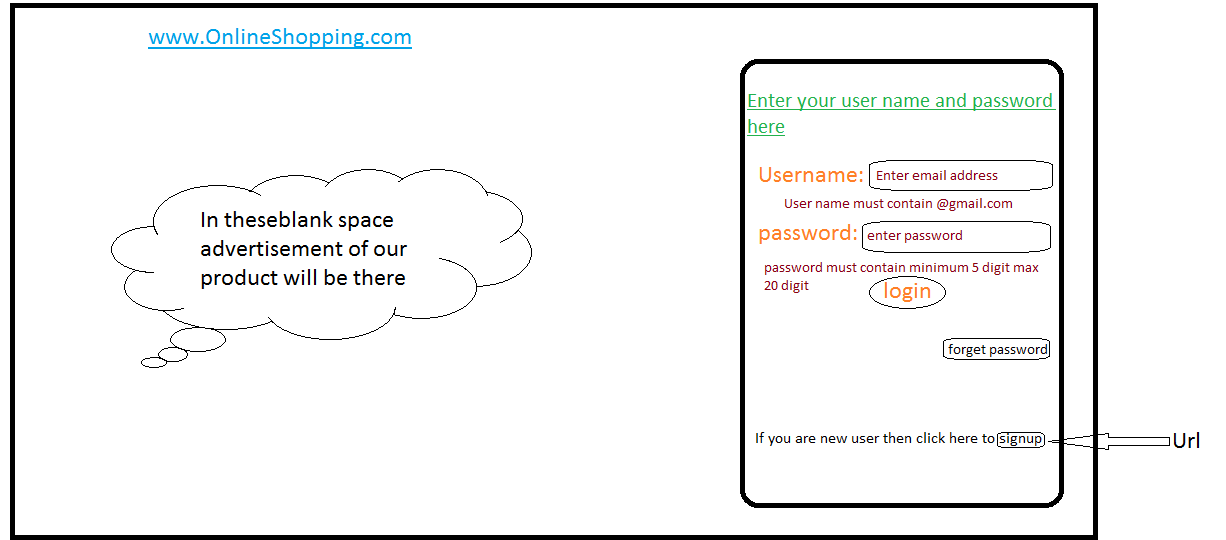 www.OnlineShopping.com
Enter your user name and password
here
Username: Enter email address
User name must contain @gmail.com
password: enter password
password must contain minimum 5 digit max
20 digit
login
forget password
If you are new user then click here to signup
Url
In theseblank space
advertisement of our
product will be there